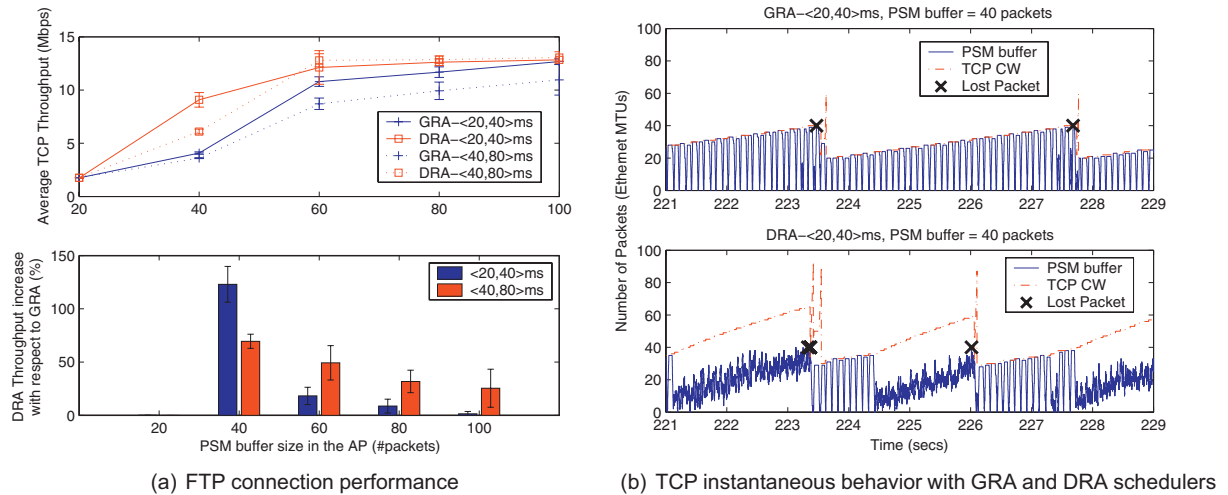 Average TCP Throughput (Mbps)
15
10
5
0
20
40
60
80
100
GRA-<20,40>ms
DRA-<20,40>ms
GRA-<40,80>ms
DRA-<40,80>ms
DRA Throughput increase
with respect to GRA (%)
150
100
50
0
20
40
60
80
100
<20,40>ms
<40,80>ms
PSM buffer size in the AP (#packets)
(a) FTP connection performance
GRA-<20,40>ms, PSM buffer = 40 packets
Number of Packets (Ethernet MTUs)
100
80
60
40
20
0
221
222
223
224
225
226
227
228
229
PSM buffer
TCP CW
Lost Packet
DRA-<20,40>ms, PSM buffer = 40 packets
100
80
60
40
20
0
221
222
223
224
225
226
227
228
229
PSM buffer
TCP CW
Lost Packet
Time (secs)
(b) TCP instantaneous behavior with GRA and DRA schedulers